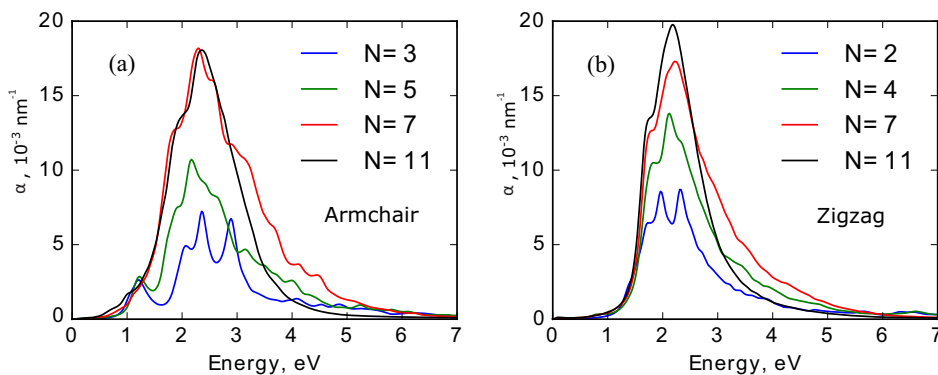 (a)
N= 3
N= 5
N= 7
N= 11
Armchair
α , 10⁻³ nm⁻¹
20
15
10
5
0
0 1 2 3 4 5 6 7
Energy, eV
(b)
N= 2
N= 4
N= 7
N= 11
Zigzag
α , 10⁻³ nm⁻¹
20
15
10
5
0
0 1 2 3 4 5 6 7
Energy, eV